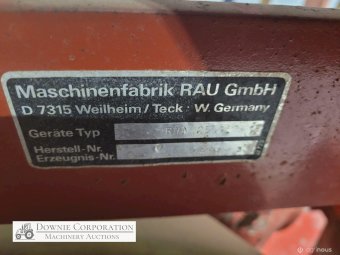 Maschinenfabrik RAU GmbH
D 7315 Weilheim/Teck · W. Germany
Geräte Typ
Herstell-Nr.
Erzeugnis-Nr.
DOWNIE CORPORATION
MACHINERY AUCTIONS